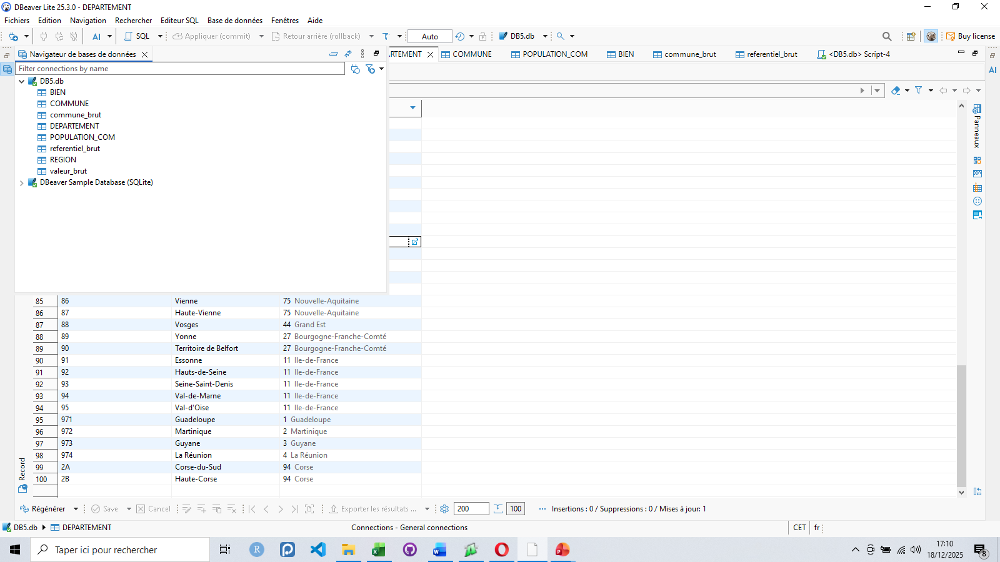 DBeaver Lite 25.3.0 - DEPARTEMENT
Fichiers Edition Navigation Rechercher Editeur SQL Base de données Fenêtres Aide
AI SQL Appliquer (commit) Retour arrière (rollback) T Auto DB5.db Buy license
Navigateur de bases de données RTEMENT COMMUNE POPULATION_COM BIEN commune_brut referentiel_brut <DB5.db> Script-4
Filter connections by name
AI
DB5.db
BIEN
COMMUNE
commune_brut
DEPARTEMENT
POPULATION_COM
referentiel_brut
REGION
valeur_brut
DBeaver Sample Database (SQLite)
Panneaux
85 86 Vienne 75 Nouvelle-Aquitaine
86 87 Haute-Vienne 75 Nouvelle-Aquitaine
87 88 Vosges 44 Grand Est
88 89 Yonne 27 Bourgogne-Franche-Comté
89 90 Territoire de Belfort 27 Bourgogne-Franche-Comté
90 91 Essonne 11 Ile-de-France
91 92 Hauts-de-Seine 11 Ile-de-France
92 93 Seine-Saint-Denis 11 Ile-de-France
93 94 Val-de-Marne 11 Ile-de-France
94 95 Val-d'Oise 11 Ile-de-France
95 971 Guadeloupe 1 Guadeloupe
96 972 Martinique 2 Martinique
97 973 Guyane 3 Guyane
98 974 La Réunion 4 La Réunion
99 2A Corse-du-Sud 94 Corse
100 2B Haute-Corse 94 Corse
Record
Régénérer Save Cancel Exporter les résultats ... 200 100 ... Insertions : 0 / Suppressions : 0 / Mises à jour: 1
DB5.db DEPARTEMENT Connections - General connections CET fr
Taper ici pour rechercher
17:10
18/12/2025
8